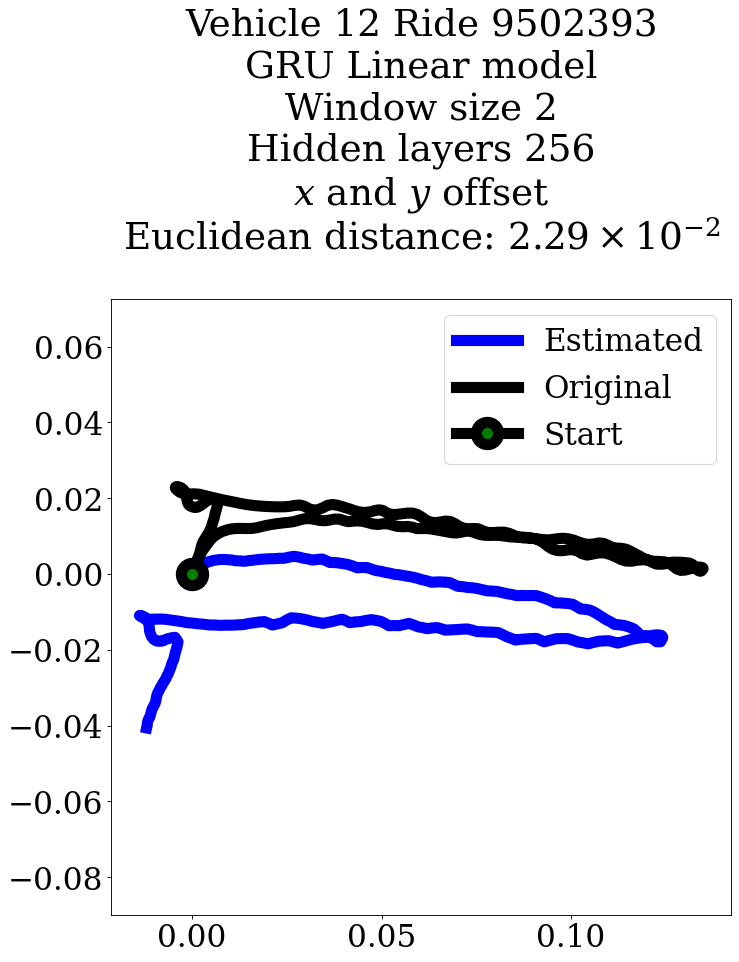 Vehicle 12 Ride 9502393
GRU Linear model
Window size 2
Hidden layers 256
x and y offset
Euclidean distance: 2.29 × 10⁻²
Estimated
Original
Start
0.06
0.04
0.02
0.00
−0.02
−0.04
−0.06
−0.08
0.00 0.05 0.10